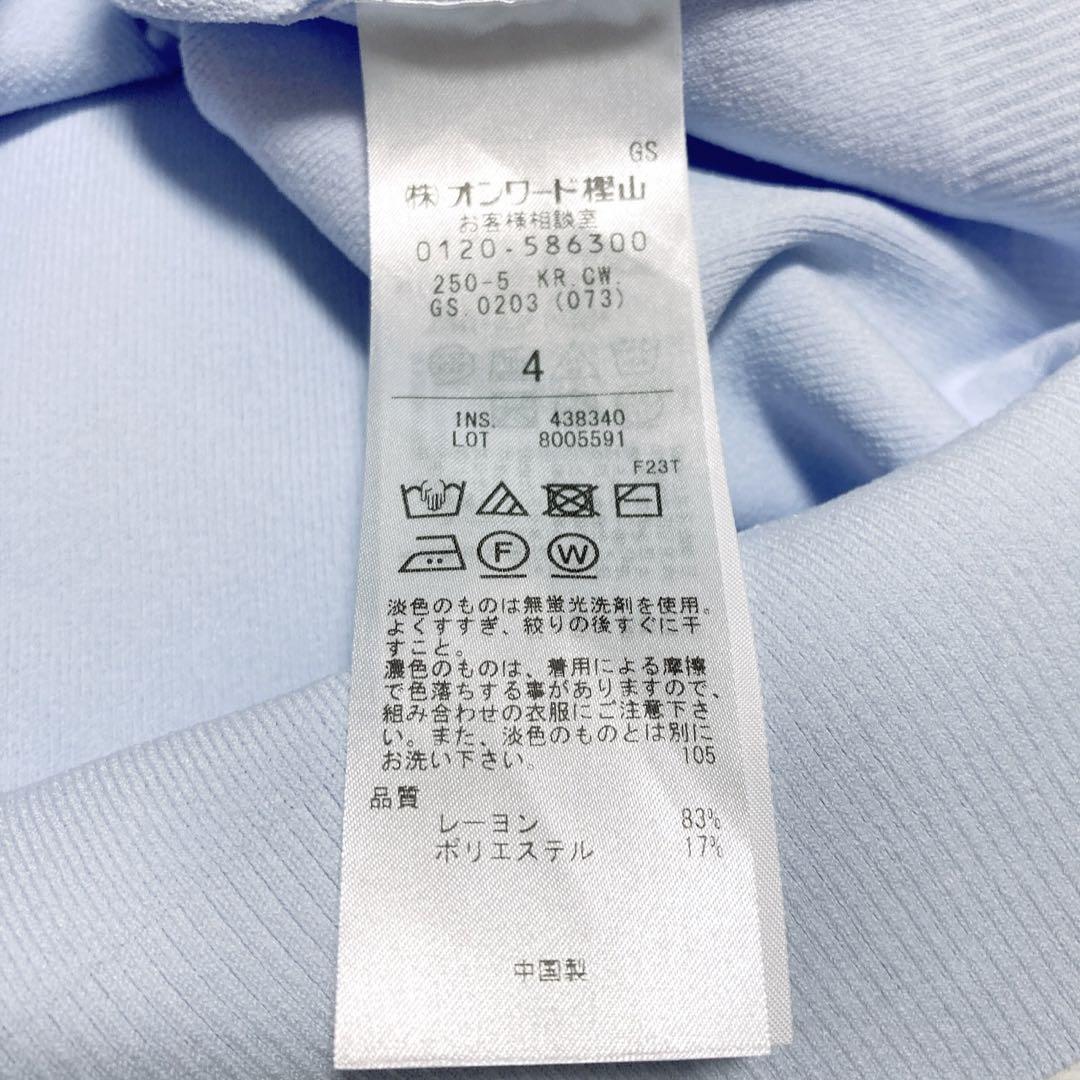 GS
(株)オンワード樫山
お客様相談室
0120-586300
250-5 KR.CW.
GS.0203(073)
4
INS. 438340
LOT 8005591
F23T
F W
淡色のものは無蛍光洗剤を使用。
よくすすぎ、絞りの後すぐに干
すこと。
濃色のものは、着用による摩擦
で色落ちする事がありますので、
組み合わせの衣服にご注意下さ
い。また、淡色のものとは別に
お洗い下さい. 105
品質
レーヨン 83%
ポリエステル 17%
中国製